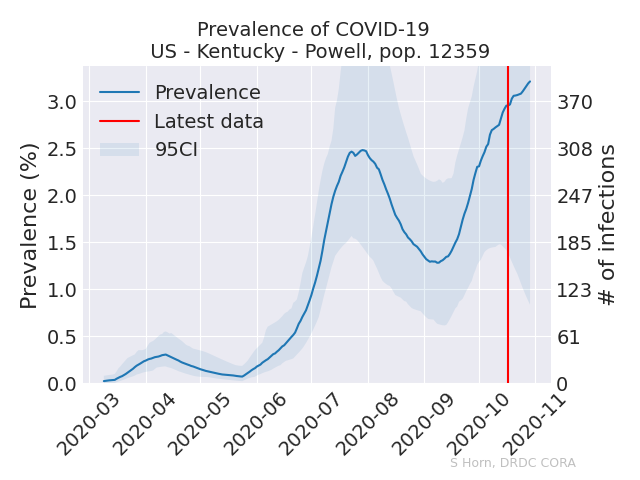 Prevalence of COVID-19
US - Kentucky - Powell, pop. 12359
Prevalence
Latest data
95CI
Prevalence (%)
3.0
2.5
2.0
1.5
1.0
0.5
0.0
370
308
247
185
123
61
0
# of infections
2020-03
2020-04
2020-05
2020-06
2020-07
2020-08
2020-09
2020-10
2020-11
S Horn, DRDC CORA